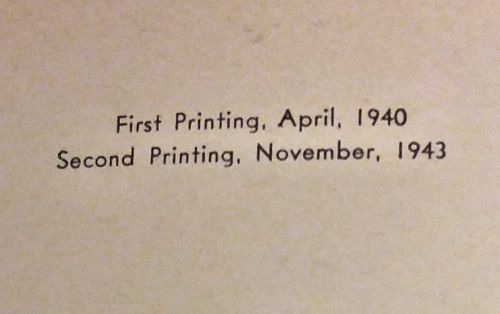 First Printing, April, 1940
Second Printing, November, 1943